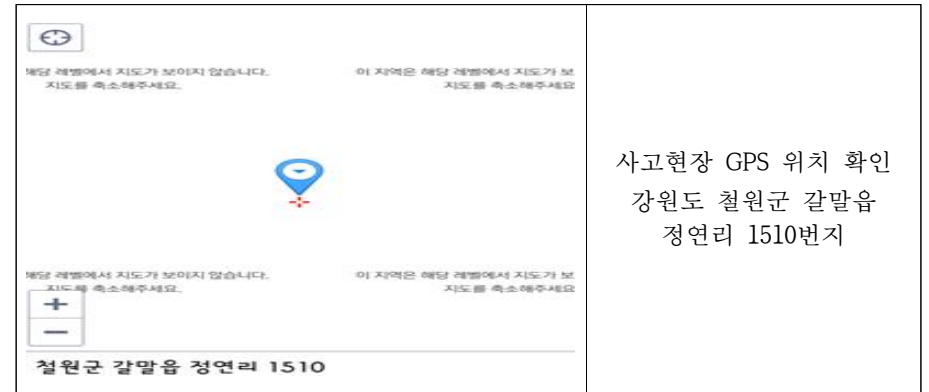 해당 레벨에서 지도가 보이지 않습니다.
지도를 축소해주세요.
이 지역은 해당 레벨에서 지도가 보
지도를 축소해주세요
해당 레벨에서 지도가 보이지 않습니다.
지도를 축소해주세요.
이 지역은 해당 레벨에서 지도가 보
지도를 축소해주세요
+
−
철원군 갈말읍 정연리 1510
사고현장 GPS 위치 확인
강원도 철원군 갈말읍
정연리 1510번지